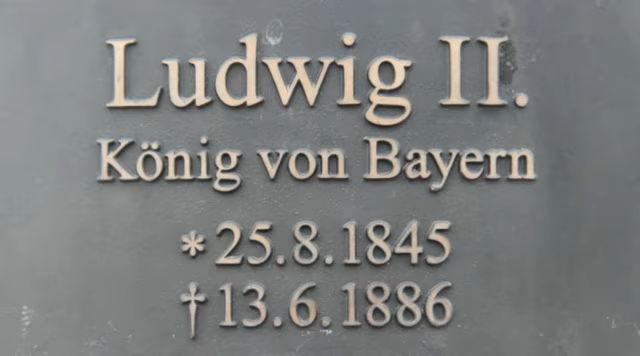 Ludwig II.
König von Bayern
* 25.8.1845
† 13.6.1886